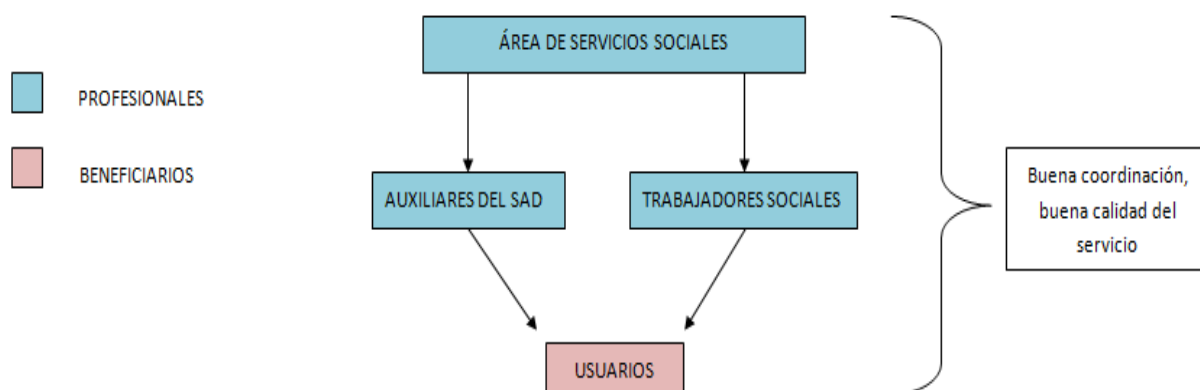 ÁREA DE SERVICIOS SOCIALES
PROFESIONALES
BENEFICIARIOS
AUXILIARES DEL SAD
TRABAJADORES SOCIALES
Buena coordinación,
buena calidad del
servicio
USUARIOS